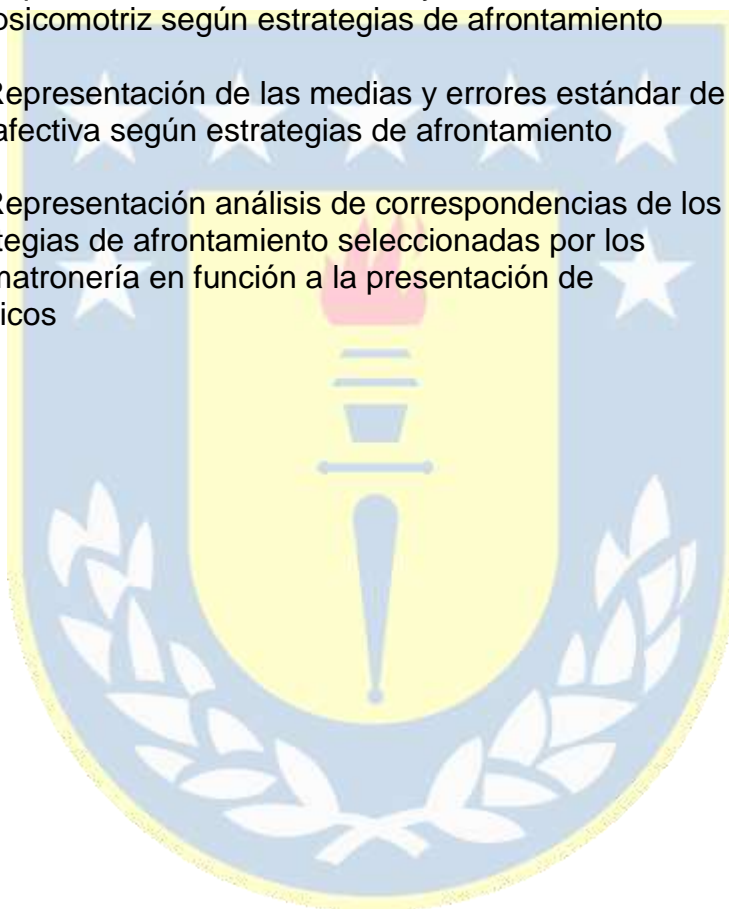 psicomotriz según estrategias de afrontamiento
Representación de las medias y errores estándar de
afectiva según estrategias de afrontamiento
Representación análisis de correspondencias de los
tegias de afrontamiento seleccionadas por los
matronería en función a la presentación de
icos